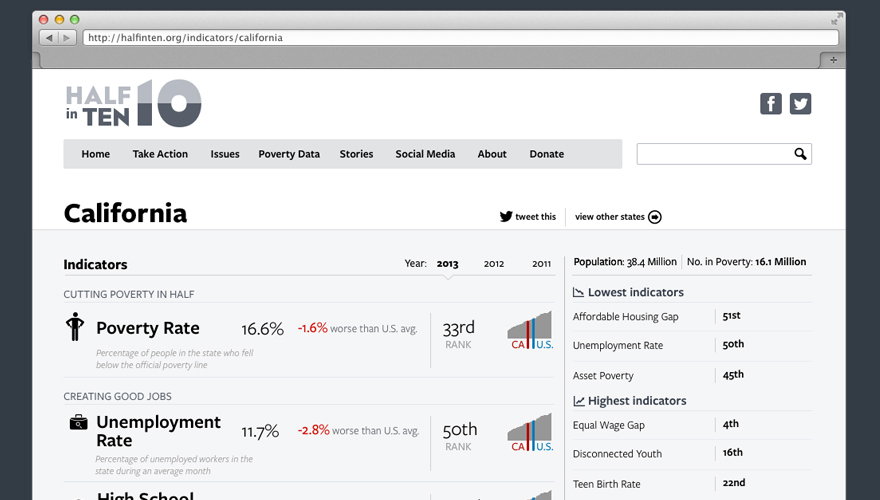 http://halfinten.org/indicators/california
HALF
in TEN
10
Home Take Action Issues Poverty Data Stories Social Media About Donate
California
tweet this
view other states
Indicators
Year: 2013 2012 2011
CUTTING POVERTY IN HALF
Poverty Rate
16.6%
-1.6% worse than U.S. avg.
33rd
RANK
CA U.S.
Percentage of people in the state who fell
below the official poverty line
CREATING GOOD JOBS
Unemployment
Rate
11.7%
-2.8% worse than U.S. avg.
50th
RANK
CA U.S.
Percentage of unemployed workers in the
state during an average month
High School
Population: 38.4 Million
No. in Poverty: 16.1 Million
Lowest indicators
Affordable Housing Gap 51st
Unemployment Rate 50th
Asset Poverty 45th
Highest indicators
Equal Wage Gap 4th
Disconnected Youth 16th
Teen Birth Rate 22nd